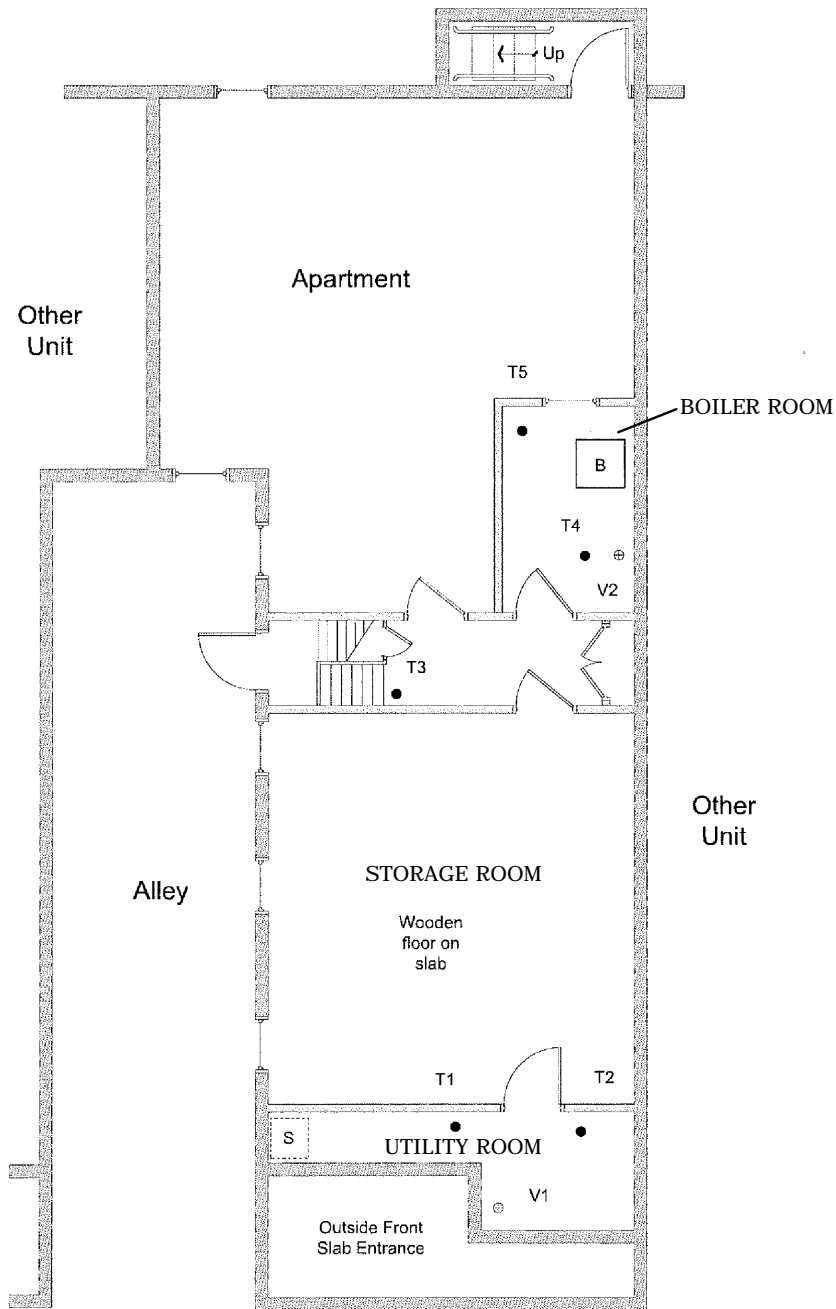 Up
Apartment
Other
Unit
T5
BOILER ROOM
B
T4
V2
T3
Other
Unit
STORAGE ROOM
Alley
Wooden
floor on
slab
T1
T2
S
UTILITY ROOM
V1
Outside Front
Slab Entrance